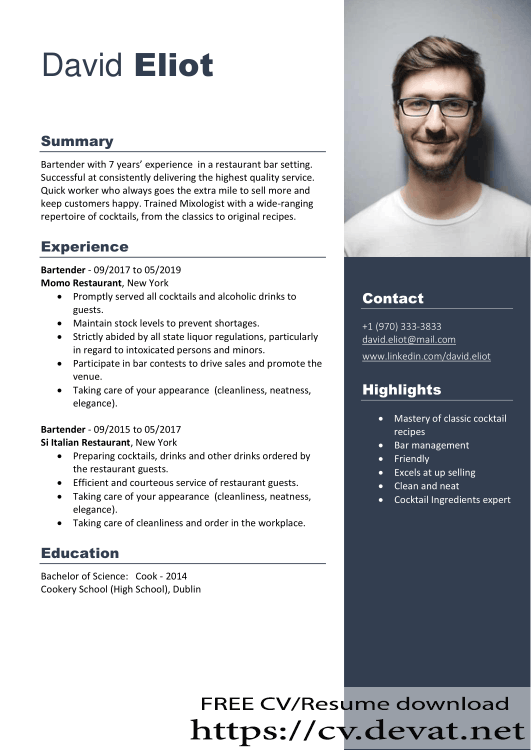 David Eliot
Summary
Bartender with 7 years’ experience  in a restaurant bar setting.
Successful at consistently delivering the highest quality service.
Quick worker who always goes the extra mile to sell more and
keep customers happy. Trained Mixologist with a wide-ranging
repertoire of cocktails, from the classics to original recipes.
Experience
Bartender - 09/2017 to 05/2019
Momo Restaurant, New York
• Promptly served all cocktails and alcoholic drinks to
guests.
• Maintain stock levels to prevent shortages.
• Strictly abided by all state liquor regulations, particularly
in regard to intoxicated persons and minors.
• Participate in bar contests to drive sales and promote the
venue.
• Taking care of your appearance  (cleanliness, neatness,
elegance).
Bartender - 09/2015 to 05/2017
Si Italian Restaurant, New York
• Preparing cocktails, drinks and other drinks ordered by
the restaurant guests.
• Efficient and courteous service of restaurant guests.
• Taking care of your appearance  (cleanliness, neatness,
elegance).
• Taking care of cleanliness and order in the workplace.
Education
Bachelor of Science:   Cook - 2014
Cookery School (High School), Dublin
Contact
+1 (970) 333-3833
david.eliot@mail.com
www.linkedin.com/david.eliot
Highlights
• Mastery of classic cocktail
recipes
• Bar management
• Friendly
• Excels at up selling
• Clean and neat
• Cocktail Ingredients expert
FREE CV/Resume download
https://cv.devat.net